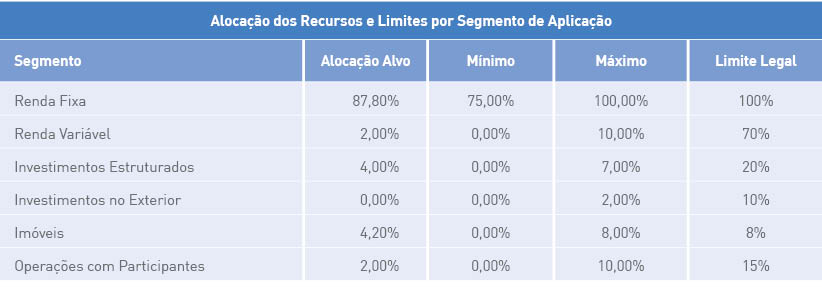 Alocação dos Recursos e Limites por Segmento de Aplicação
Segmento Alocação Alvo Mínimo Máximo Limite Legal
Renda Fixa 87,80% 75,00% 100,00% 100%
Renda Variável 2,00% 0,00% 10,00% 70%
Investimentos Estruturados 4,00% 0,00% 7,00% 20%
Investimentos no Exterior 0,00% 0,00% 2,00% 10%
Imóveis 4,20% 0,00% 8,00% 8%
Operações com Participantes 2,00% 0,00% 10,00% 15%